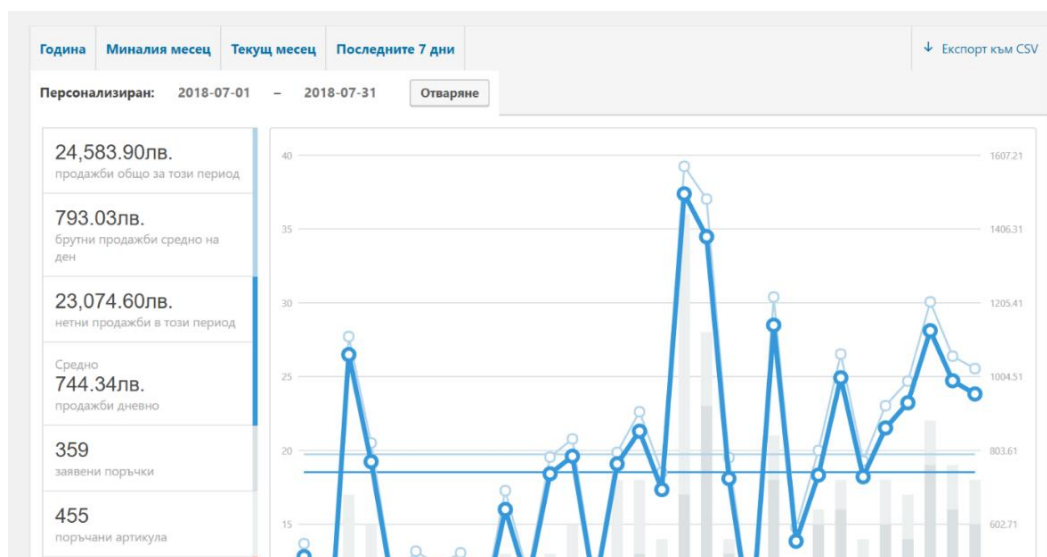 Година Миналия месец Текущ месец Последните 7 дни Експорт към CSV
Персонализиран: 2018-07-01 – 2018-07-31 Отваряне
24,583.90лв.
продажби общо за този период
793.03лв.
брутни продажби средно на
ден
23,074.60лв.
нетни продажби в този период
Средно
744.34лв.
продажби дневно
359
заявени поръчки
455
поръчани артикула
40 1607.21
35 1406.31
30 1205.41
25 1004.51
20 803.61
15 602.71